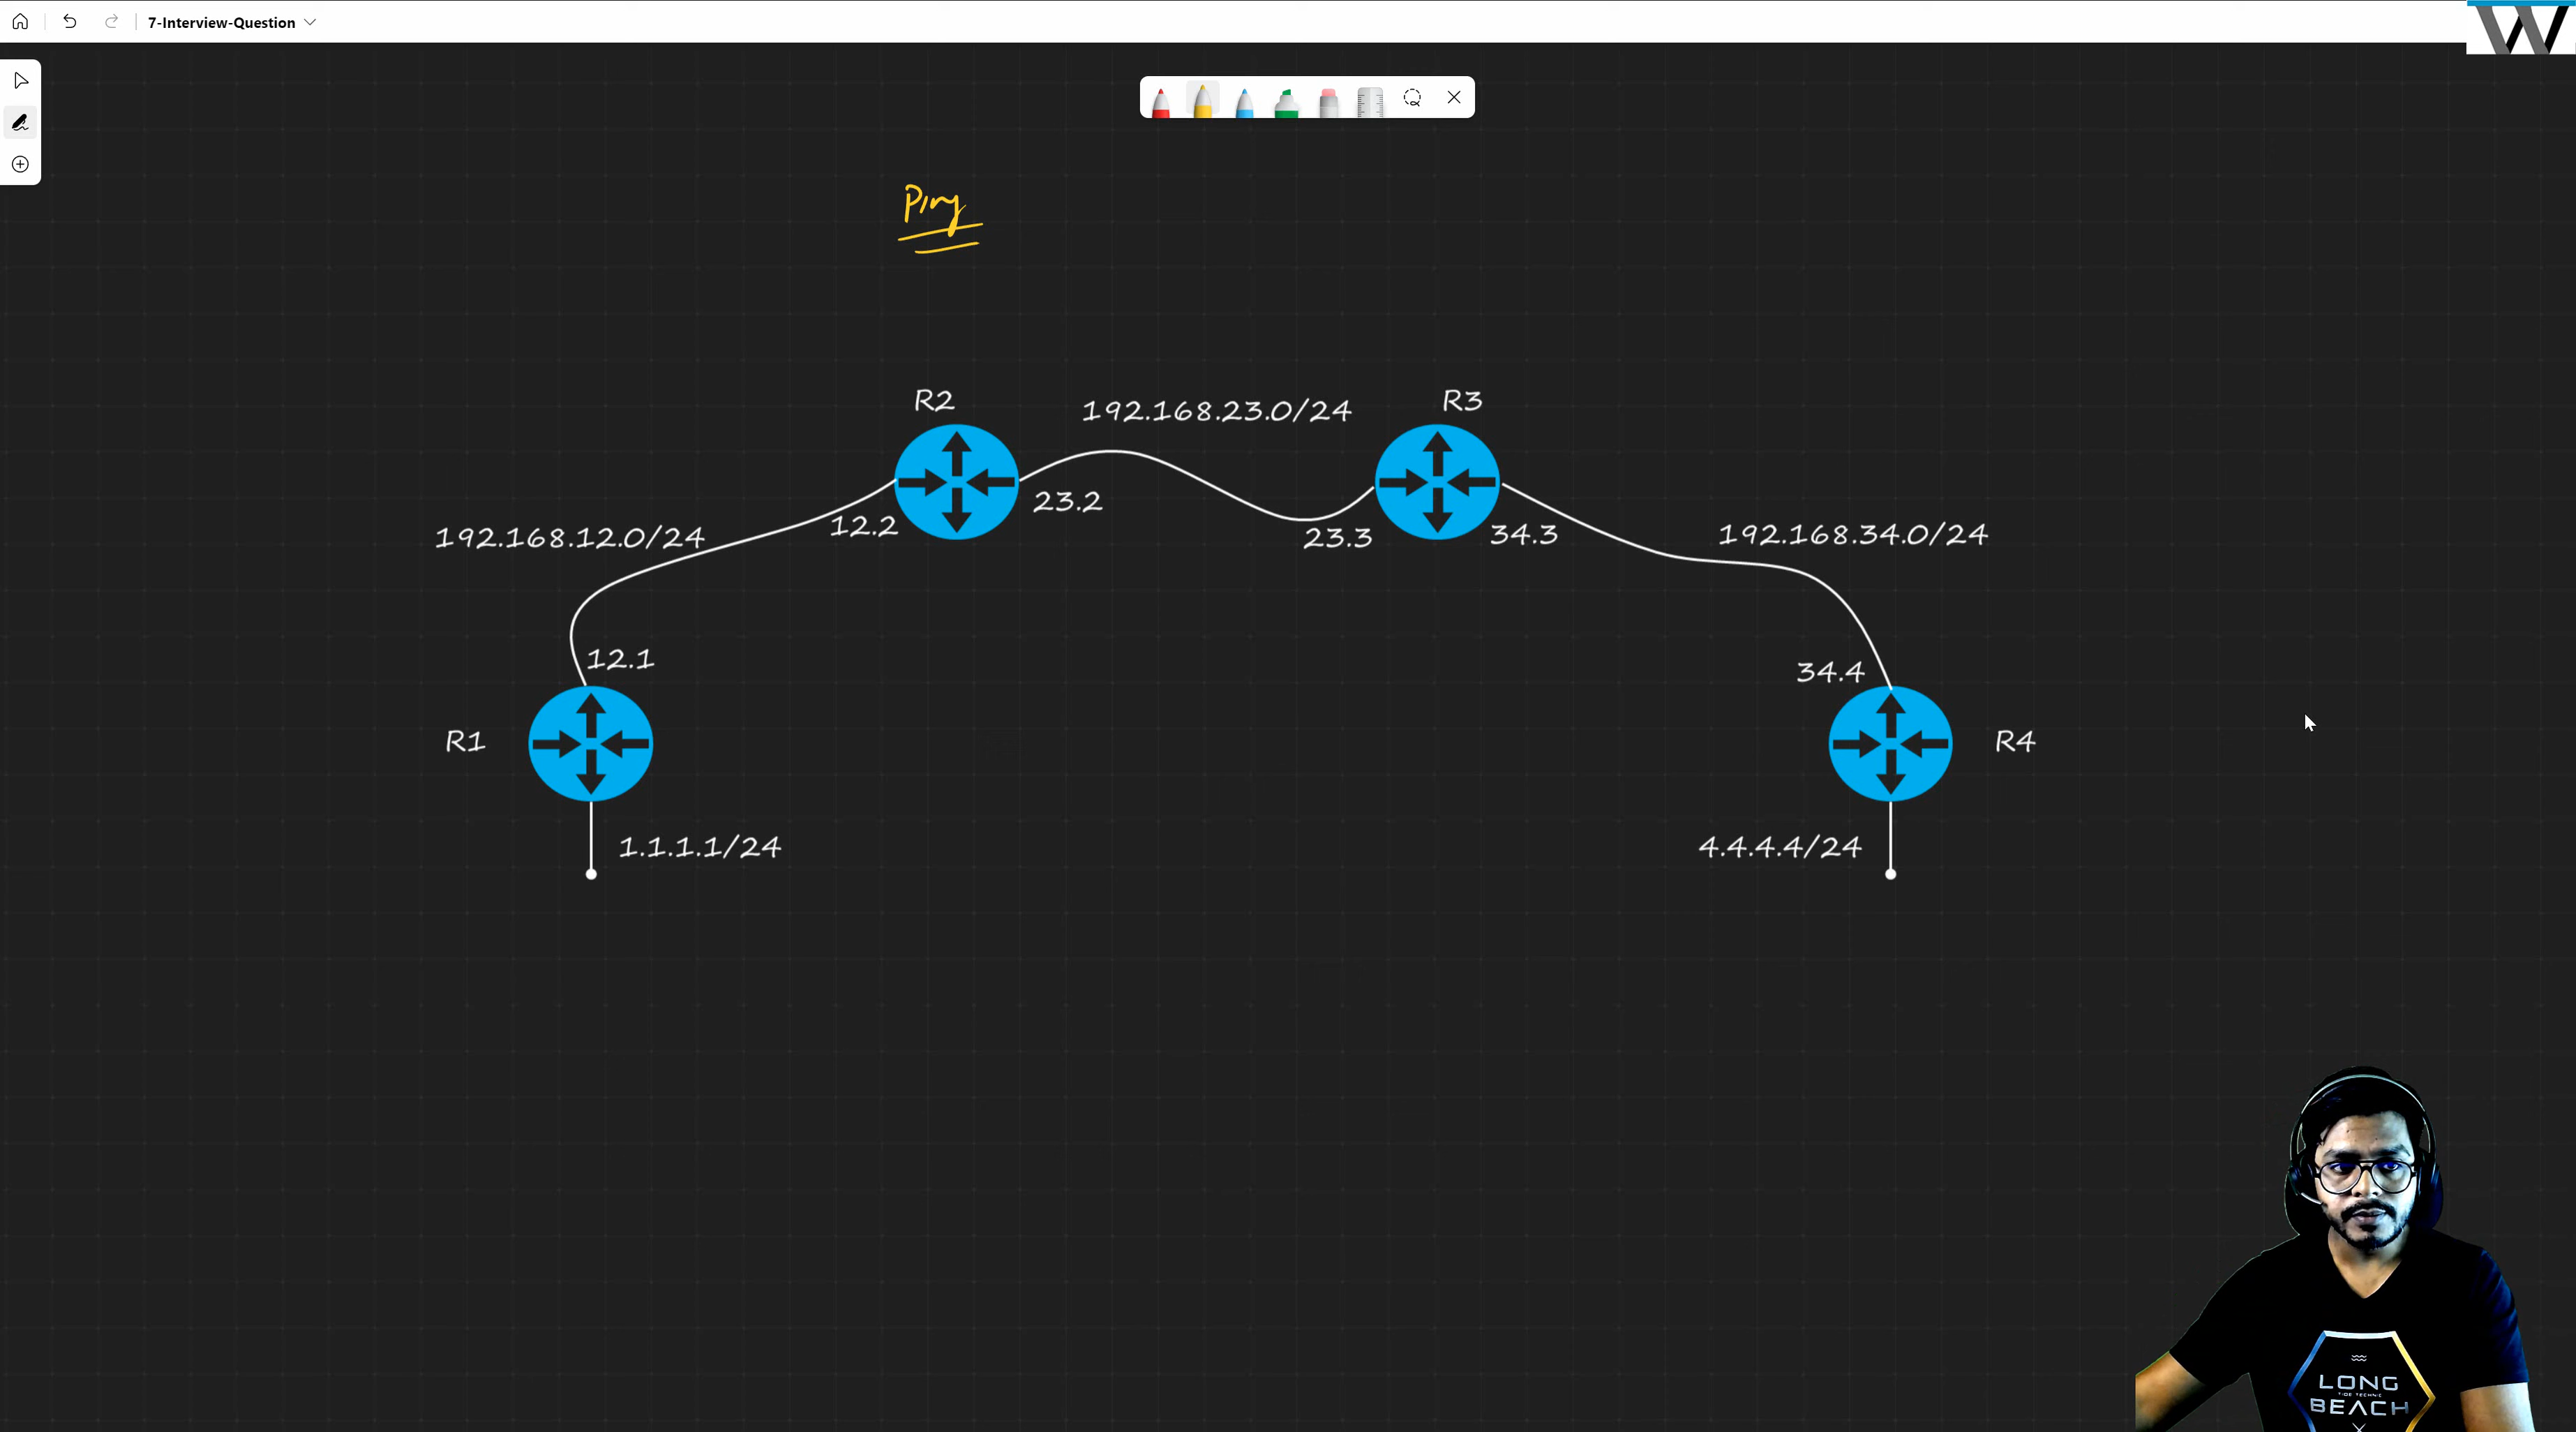 7-Interview-Question
W
Ping
R2
192.168.23.0/24
R3
23.2
12.2
192.168.12.0/24
23.3
34.3
192.168.34.0/24
12.1
34.4
R1
R4
1.1.1.1/24
4.4.4.4/24
LONG
BEACH